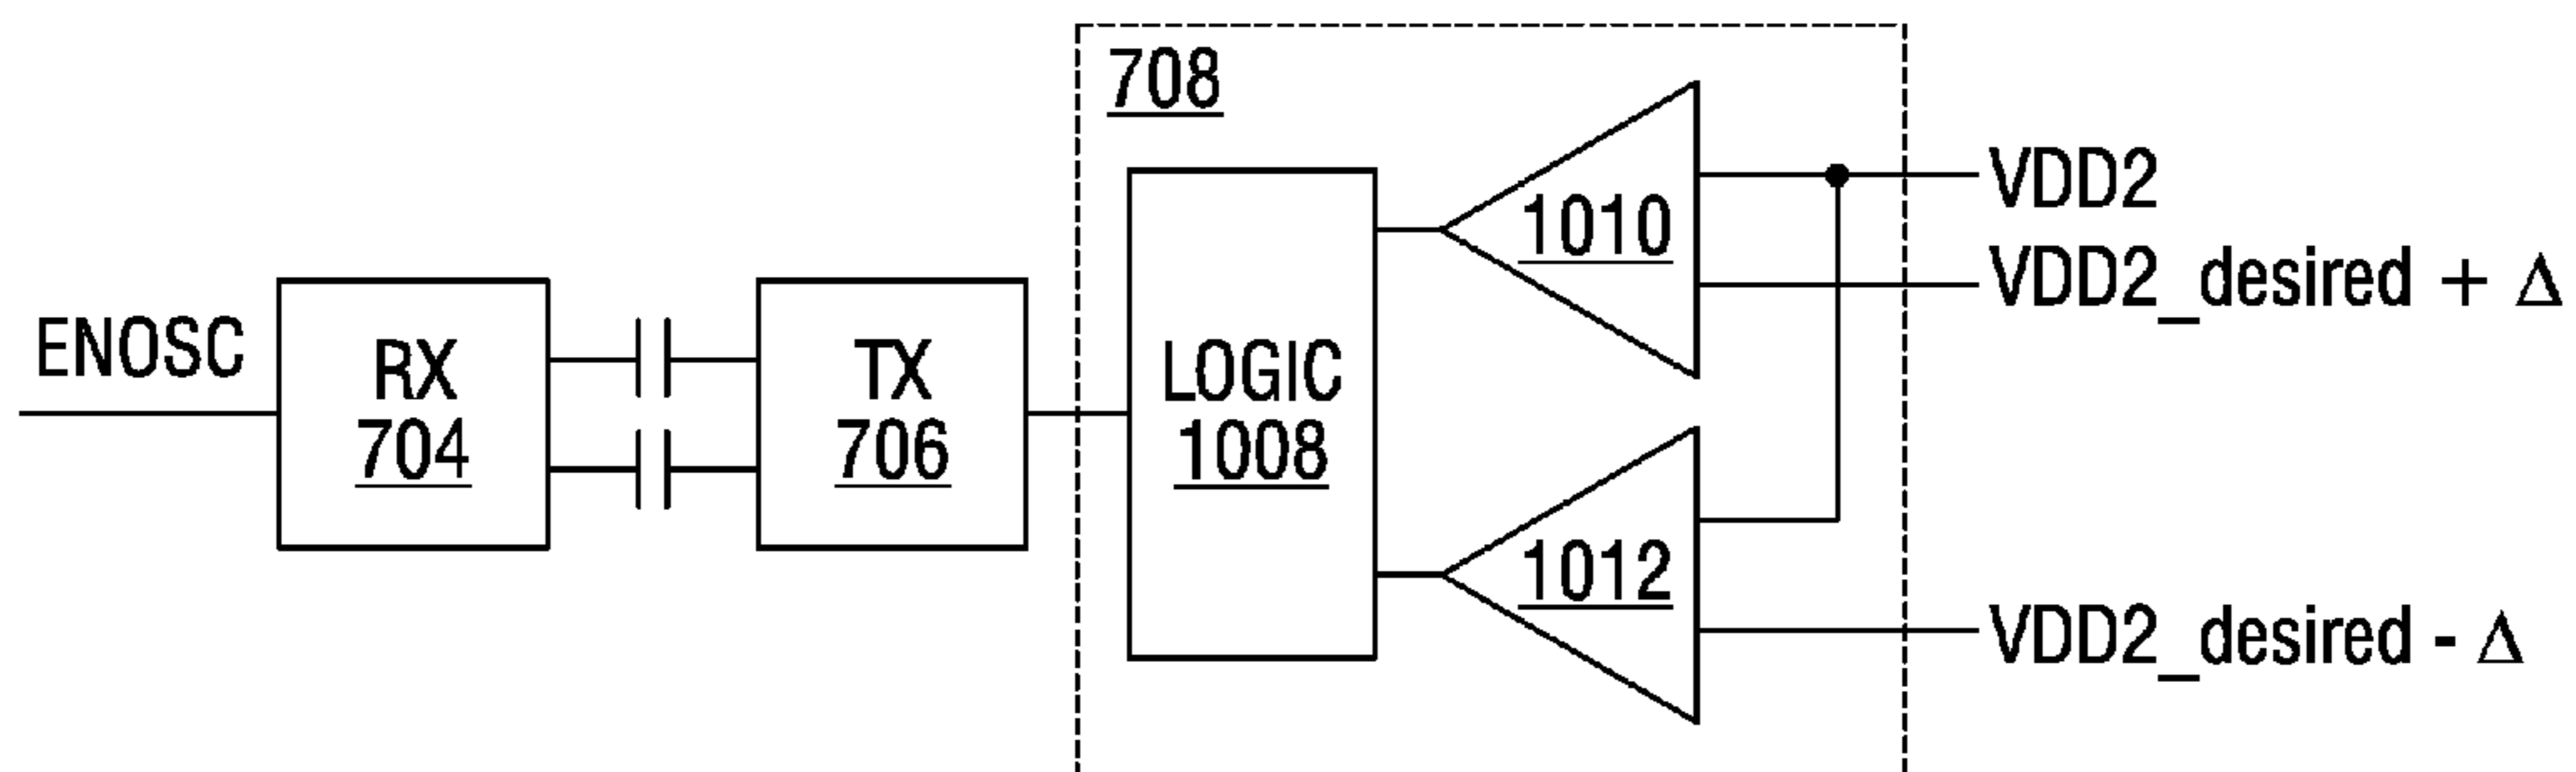 708
VDD2
1010
VDD2_desired + Δ
ENOSC
RX
704
TX
706
LOGIC
1008
1012
VDD2_desired - Δ